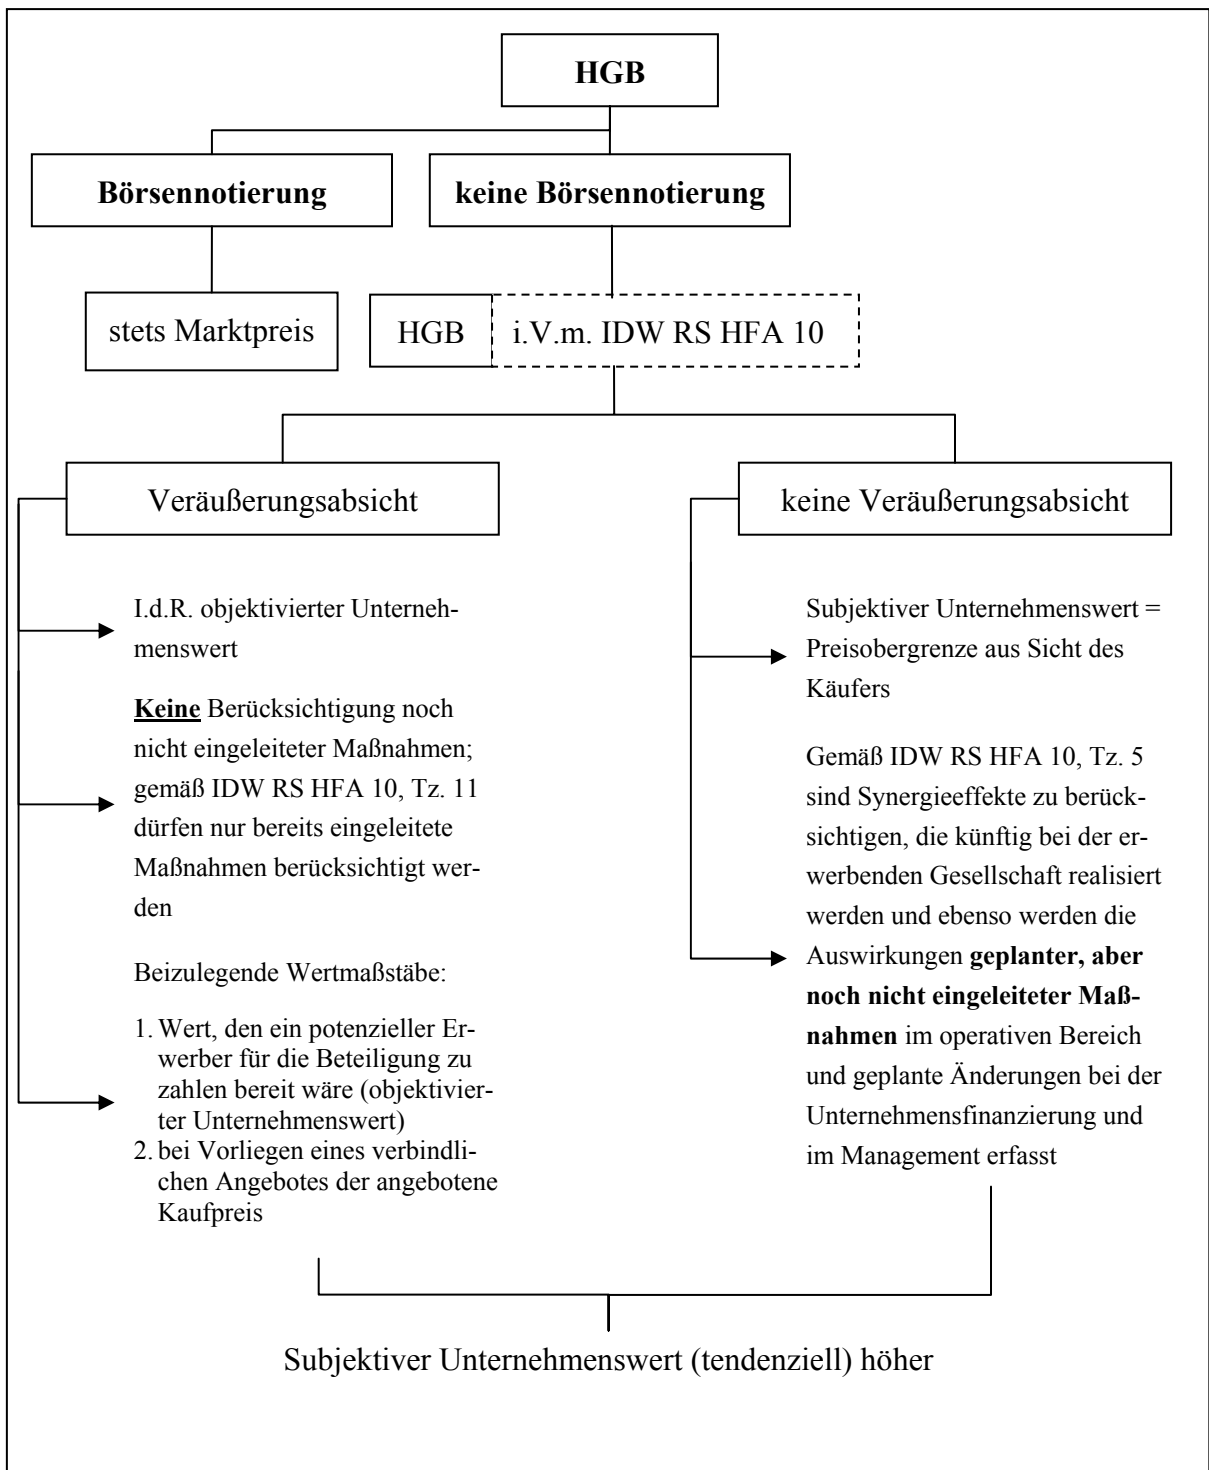 HGB
Börsennotierung
keine Börsennotierung
stets Marktpreis
HGB
i.V.m. IDW RS HFA 10
Veräußerungsabsicht
keine Veräußerungsabsicht
I.d.R. objektivierter Unterneh-
menswert
Keine Berücksichtigung noch
nicht eingeleiteter Maßnahmen;
gemäß IDW RS HFA 10, Tz. 11
dürfen nur bereits eingeleitete
Maßnahmen berücksichtigt wer-
den
Beizulegende Wertmaßstäbe:
1. Wert, den ein potenzieller Er-
werber für die Beteiligung zu
zahlen bereit wäre (objektivier-
ter Unternehmenswert)
2. bei Vorliegen eines verbindli-
chen Angebotes der angebotene
Kaufpreis
Subjektiver Unternehmenswert =
Preisobergrenze aus Sicht des
Käufers
Gemäß IDW RS HFA 10, Tz. 5
sind Synergieeffekte zu berück-
sichtigen, die künftig bei der er-
werbenden Gesellschaft realisiert
werden und ebenso werden die
Auswirkungen geplanter, aber
noch nicht eingeleiteter Maß-
nahmen im operativen Bereich
und geplante Änderungen bei der
Unternehmensfinanzierung und
im Management erfasst
Subjektiver Unternehmenswert (tendenziell) höher